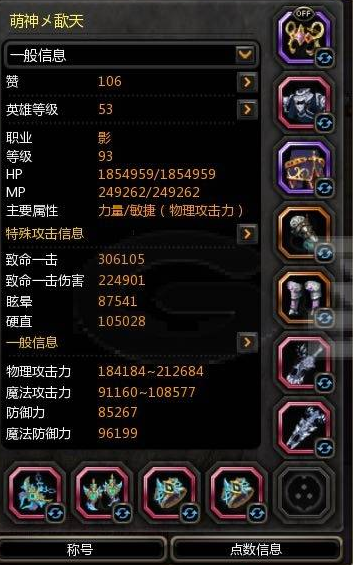 萌神メ歃天
OFF
一般信息
赞 106
英雄等级 53
职业 影
等级 93
HP 1854959/1854959
MP 249262/249262
主要属性 力量/敏捷（物理攻击力）
特殊攻击信息
致命一击 306105
致命一击伤害 224901
眩晕 87541
硬直 105028
一般信息
物理攻击力 184184~212684
魔法攻击力 91160~108577
防御力 85267
魔法防御力 96199
称号 点数信息